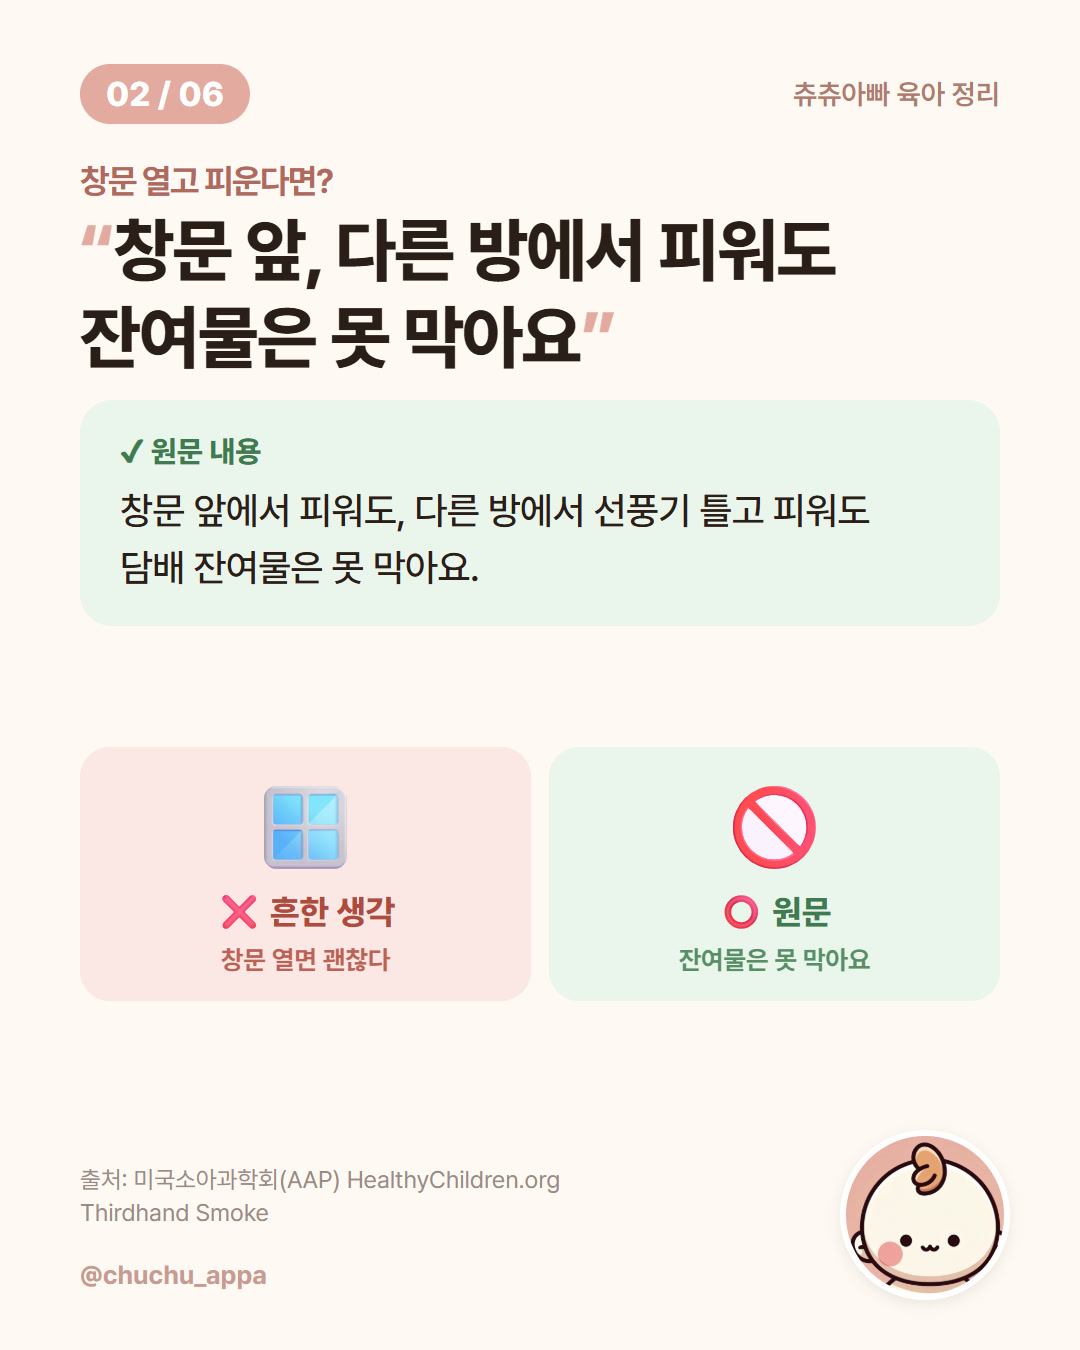 02 / 06
츄츄아빠 육아 정리
창문 열고 피운다면?
“창문 앞, 다른 방에서 피워도
잔여물은 못 막아요”
✓ 원문 내용
창문 앞에서 피워도, 다른 방에서 선풍기 틀고 피워도
담배 잔여물은 못 막아요.
❌ 흔한 생각
창문 열면 괜찮다
⭕ 원문
잔여물은 못 막아요
출처: 미국소아과학회(AAP) HealthyChildren.org
Thirdhand Smoke
@chuchu_appa